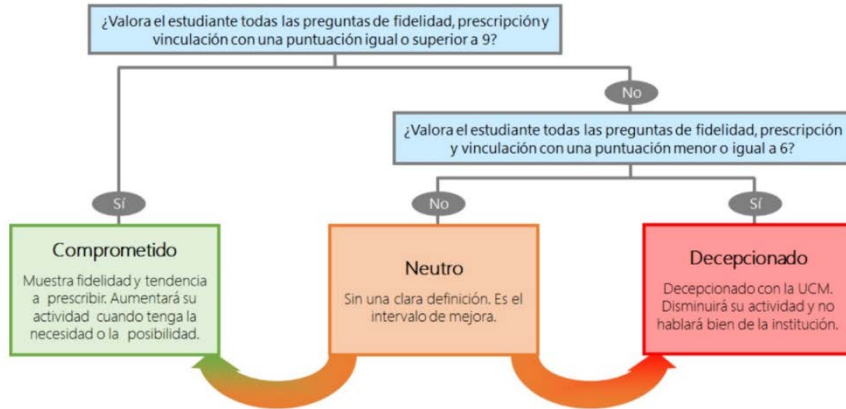 ¿Valora el estudiante todas las preguntas de fidelidad, prescripción y
vinculación con una puntuación igual o superior a 9?
No
¿Valora el estudiante todas las preguntas de fidelidad, prescripción
y vinculación con una puntuación menor o igual a 6?
Sí
No
Sí
Comprometido
Muestra fidelidad y tendencia
a prescribir. Aumentará su
actividad cuando tenga la
necesidad o la posibilidad.
Neutro
Sin una clara definición. Es el
intervalo de mejora.
Decepcionado
Decepcionado con la UCM.
Disminuirá su actividad y no
hablará bien de la institución.